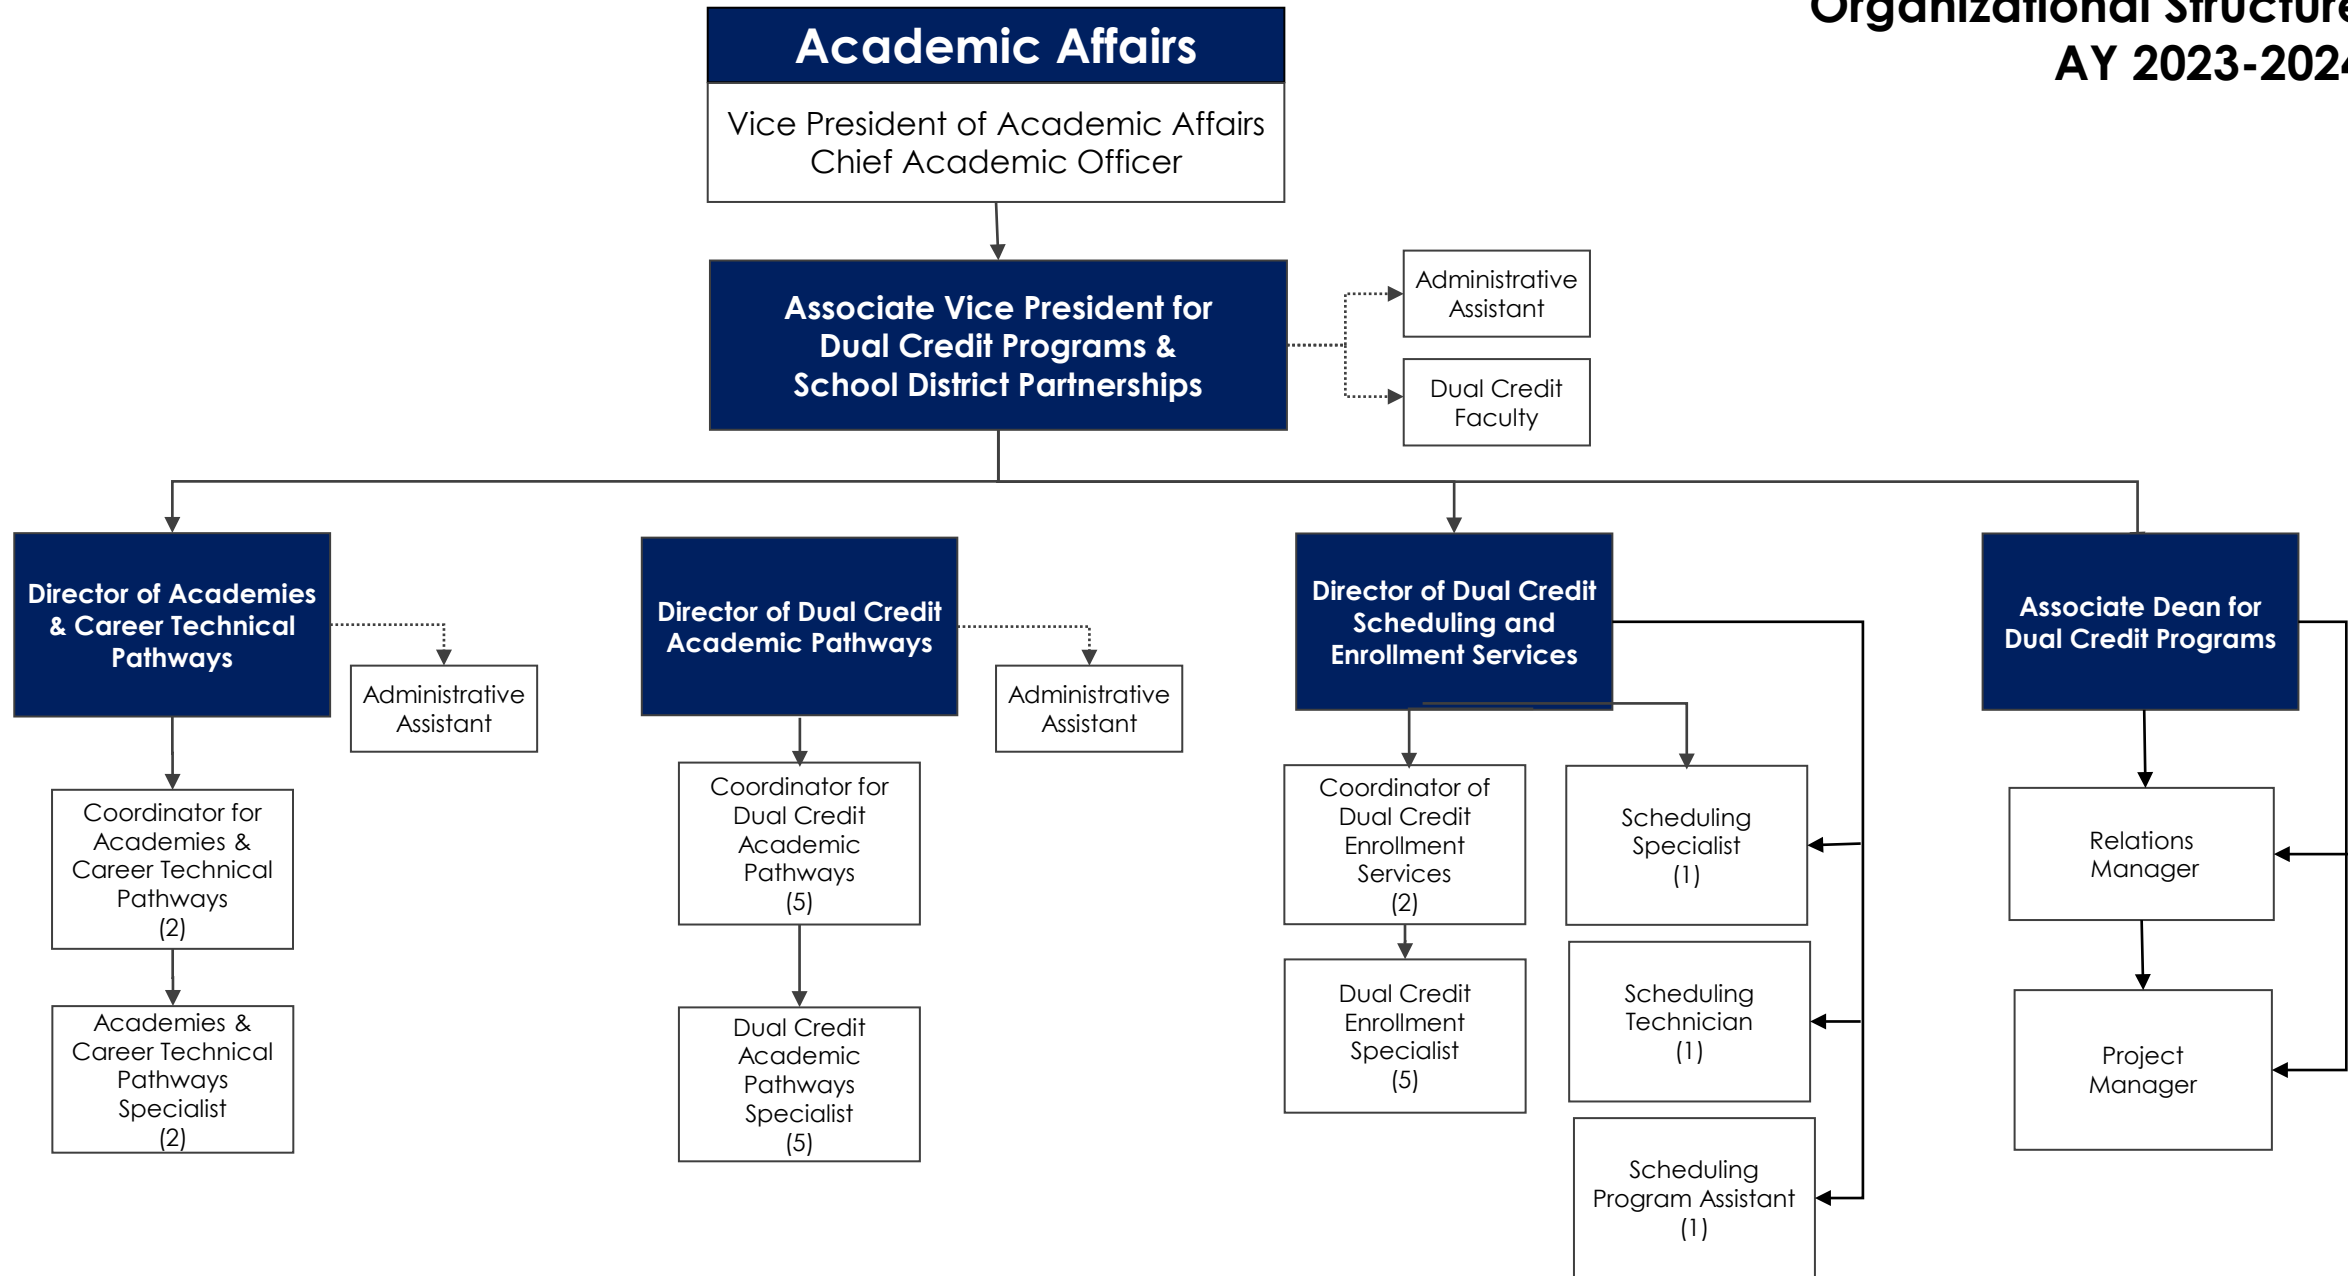 Organizational Structure
AY 2023-2024
Academic Affairs
Vice President of Academic Affairs
Chief Academic Officer
Associate Vice President for
Dual Credit Programs &
School District Partnerships
Administrative
Assistant
Dual Credit
Faculty
Director of Academies
& Career Technical
Pathways
Administrative
Assistant
Coordinator for
Academies &
Career Technical
Pathways
(2)
Academies &
Career Technical
Pathways
Specialist
(2)
Director of Dual Credit
Academic Pathways
Administrative
Assistant
Coordinator for
Dual Credit
Academic
Pathways
(5)
Dual Credit
Academic
Pathways
Specialist
(5)
Director of Dual Credit
Scheduling and
Enrollment Services
Coordinator of
Dual Credit
Enrollment
Services
(2)
Dual Credit
Enrollment
Specialist
(5)
Scheduling
Specialist
(1)
Scheduling
Technician
(1)
Scheduling
Program Assistant
(1)
Associate Dean for
Dual Credit Programs
Relations
Manager
Project
Manager